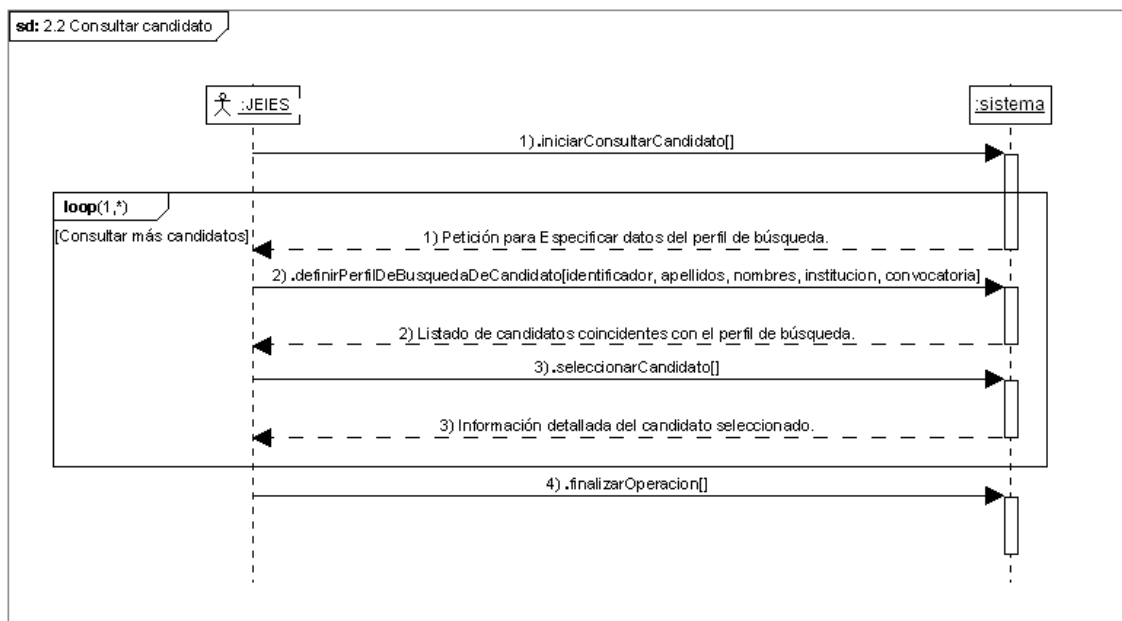 sd: 2.2 Consultar candidato
:JEIES
:sistema
1).iniciarConsultarCandidato[]
loop(1,*)
[Consultar más candidatos]
1) Petición para Especificar datos del perfil de búsqueda.
2).definirPerfilDeBusquedaDeCandidato[identificador, apellidos, nombres, institucion, convocatoria]
2) Listado de candidatos coincidentes con el perfil de búsqueda.
3).seleccionarCandidato[]
3) Información detallada del candidato seleccionado.
4).finalizarOperacion[]